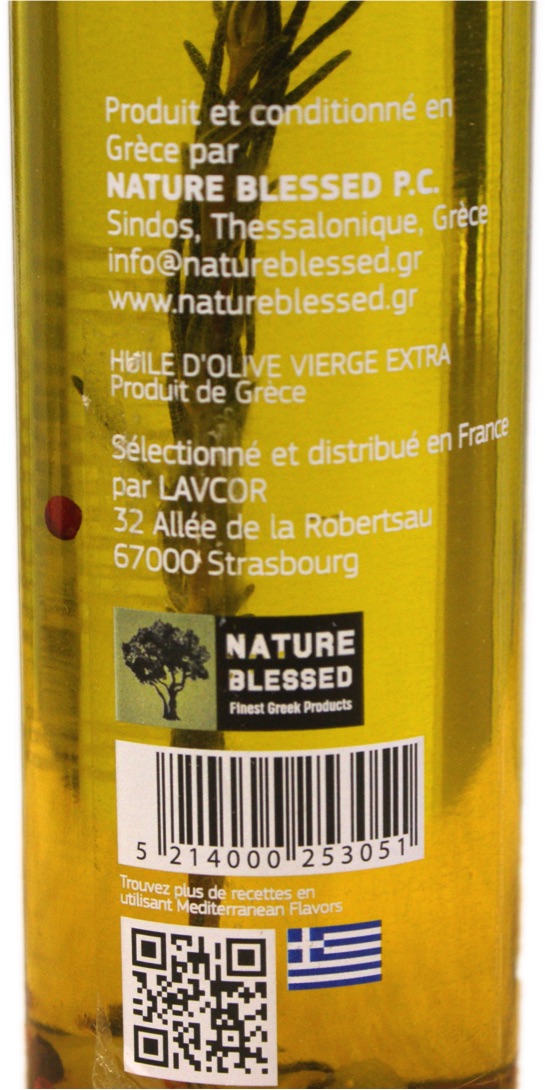 Produit et conditionné en
Grèce par
NATURE BLESSED P.C.
Sindos, Thessalonique, Grèce
info@natureblessed.gr
www.natureblessed.gr
HUILE D'OLIVE VIERGE EXTRA
Produit de Grèce
Sélectionné et distribué en France
par LAVCOR
32 Allée de la Robertsau
67000 Strasbourg
NATURE
BLESSED
Finest Greek Products
5 214000 253051
Trouvez plus de recettes en
utilisant Mediterranean Flavors